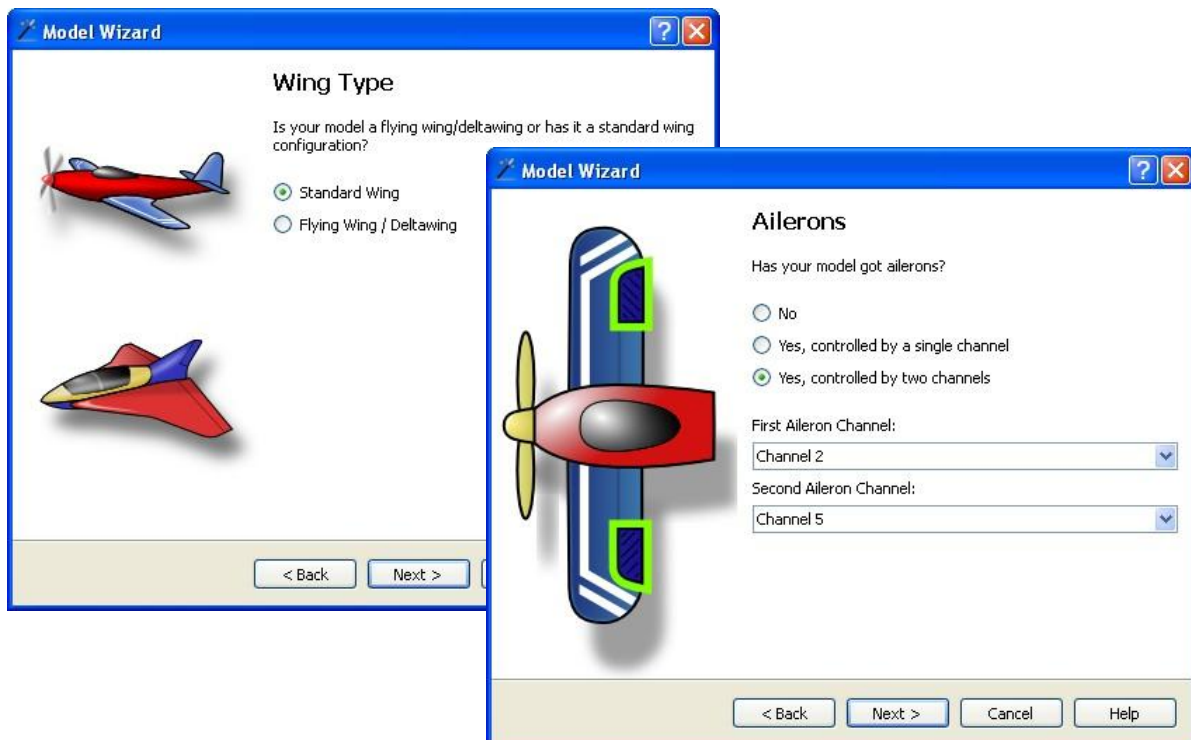 Model Wizard
Wing Type
Is your model a flying wing/deltawing or has it a standard wing
configuration?
Standard Wing
Flying Wing / Deltawing
< Back
Next >
Model Wizard
Ailerons
Has your model got ailerons?
No
Yes, controlled by a single channel
Yes, controlled by two channels
First Aileron Channel:
Channel 2
Second Aileron Channel:
Channel 5
< Back
Next >
Cancel
Help